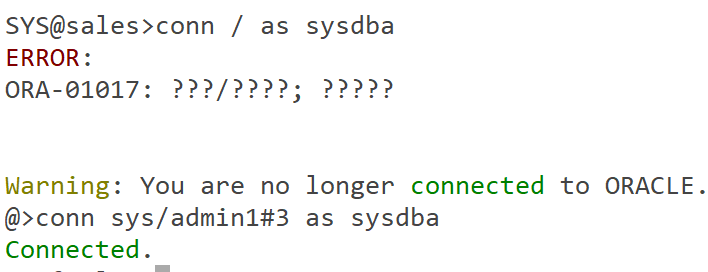 SYS@sales>conn / as sysdba
ERROR:
ORA-01017: ???/????; ?????
Warning: You are no longer connected to ORACLE.
@>conn sys/admin1#3 as sysdba
Connected.